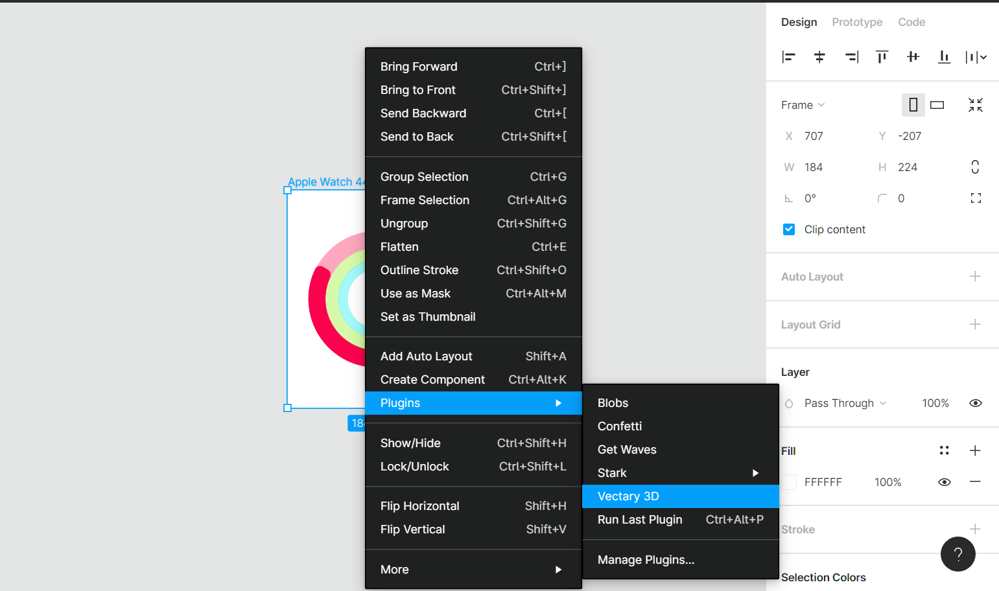 Design Prototype Code
Bring Forward Ctrl+]
Bring to Front Ctrl+Shift+]
Send Backward Ctrl+[
Send to Back Ctrl+Shift+[
Group Selection Ctrl+G
Frame Selection Ctrl+Alt+G
Ungroup Ctrl+Shift+G
Flatten Ctrl+E
Outline Stroke Ctrl+Shift+O
Use as Mask Ctrl+Alt+M
Set as Thumbnail
Add Auto Layout Shift+A
Create Component Ctrl+Alt+K
Plugins
Show/Hide Ctrl+Shift+H
Lock/Unlock Ctrl+Shift+L
Flip Horizontal Shift+H
Flip Vertical Shift+V
More
Apple Watch
Blobs
Confetti
Get Waves
Stark
Vectary 3D
Run Last Plugin Ctrl+Alt+P
Manage Plugins...
Frame
X 707 Y -207
W 184 H 224
0° 0
Clip content
Auto Layout
Layout Grid
Layer
Pass Through 100%
Fill
FFFFFF 100%
Stroke
?
Selection Colors